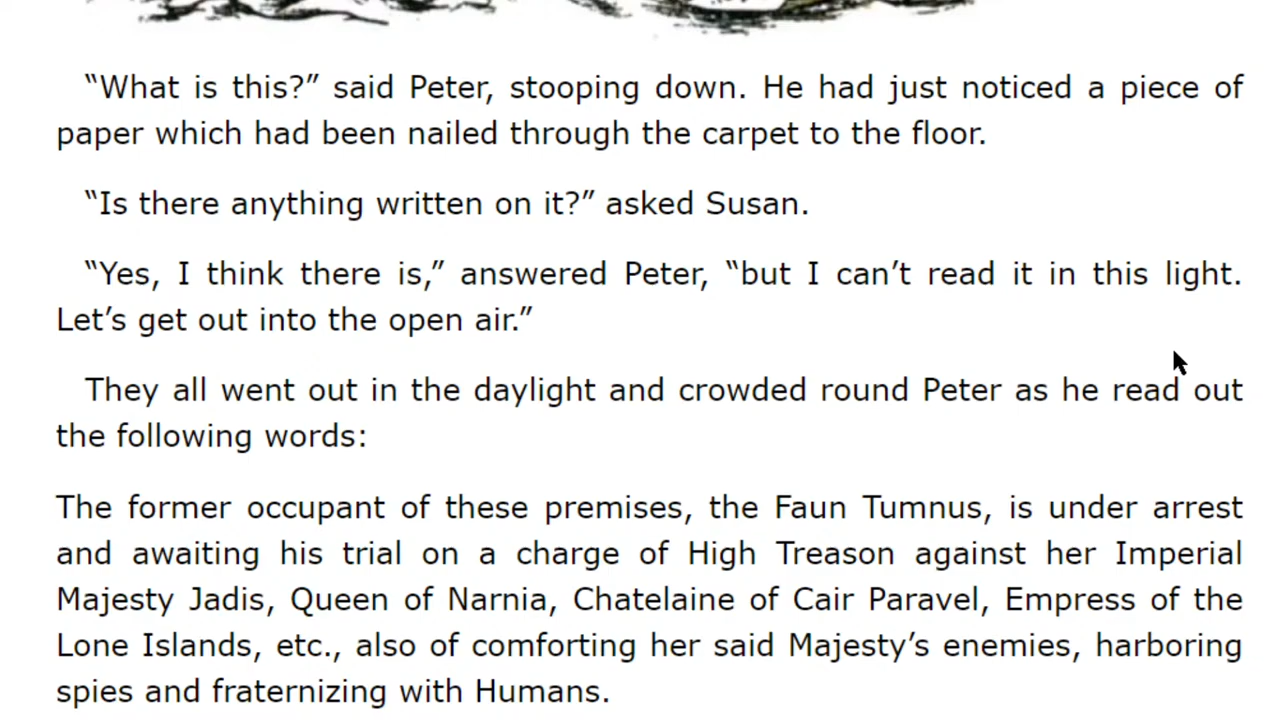 “What is this?” said Peter, stooping down. He had just noticed a piece of
paper which had been nailed through the carpet to the floor.
“Is there anything written on it?” asked Susan.
“Yes, I think there is,” answered Peter, “but I can’t read it in this light.
Let’s get out into the open air.”
They all went out in the daylight and crowded round Peter as he read out
the following words:
The former occupant of these premises, the Faun Tumnus, is under arrest
and awaiting his trial on a charge of High Treason against her Imperial
Majesty Jadis, Queen of Narnia, Chatelaine of Cair Paravel, Empress of the
Lone Islands, etc., also of comforting her said Majesty’s enemies, harboring
spies and fraternizing with Humans.